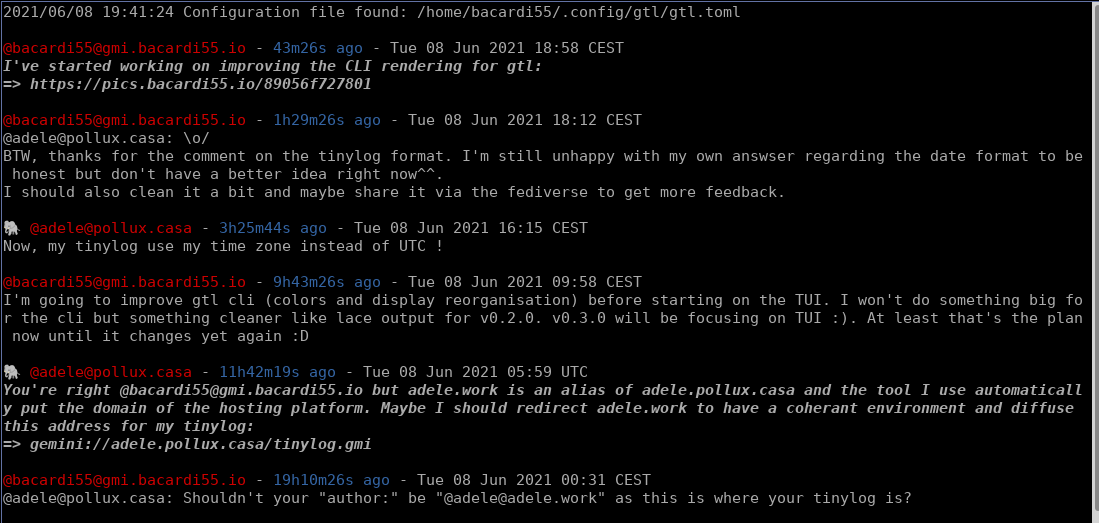 2021/06/08 19:41:24 Configuration file found: /home/bacardi55/.config/gtl/gtl.toml
@bacardi55@gmi.bacardi55.io - 43m26s ago - Tue 08 Jun 2021 18:58 CEST
I've started working on improving the CLI rendering for gtl:
=> https://pics.bacardi55.io/89056f727801
@bacardi55@gmi.bacardi55.io - 1h29m26s ago - Tue 08 Jun 2021 18:12 CEST
@adele@pollux.casa: \o/
BTW, thanks for the comment on the tinylog format. I'm still unhappy with my own answser regarding the date format to be
 honest but don't have a better idea right now^^.
I should also clean it a bit and maybe share it via the fediverse to get more feedback.
🐘 @adele@pollux.casa - 3h25m44s ago - Tue 08 Jun 2021 16:15 CEST
Now, my tinylog use my time zone instead of UTC !
@bacardi55@gmi.bacardi55.io - 9h43m26s ago - Tue 08 Jun 2021 09:58 CEST
I'm going to improve gtl cli (colors and display reorganisation) before starting on the TUI. I won't do something big fo
r the cli but something cleaner like lace output for v0.2.0. v0.3.0 will be focusing on TUI :). At least that's the plan
 now until it changes yet again :D
🐘 @adele@pollux.casa - 11h42m19s ago - Tue 08 Jun 2021 05:59 UTC
You're right @bacardi55@gmi.bacardi55.io but adele.work is an alias of adele.pollux.casa and the tool I use automaticall
y put the domain of the hosting platform. Maybe I should redirect adele.work to have a coherant environment and diffuse
this address for my tinylog:
=> gemini://adele.pollux.casa/tinylog.gmi
@bacardi55@gmi.bacardi55.io - 19h10m26s ago - Tue 08 Jun 2021 00:31 CEST
@adele@pollux.casa: Shouldn't your "author:" be "@adele@adele.work" as this is where your tinylog is?